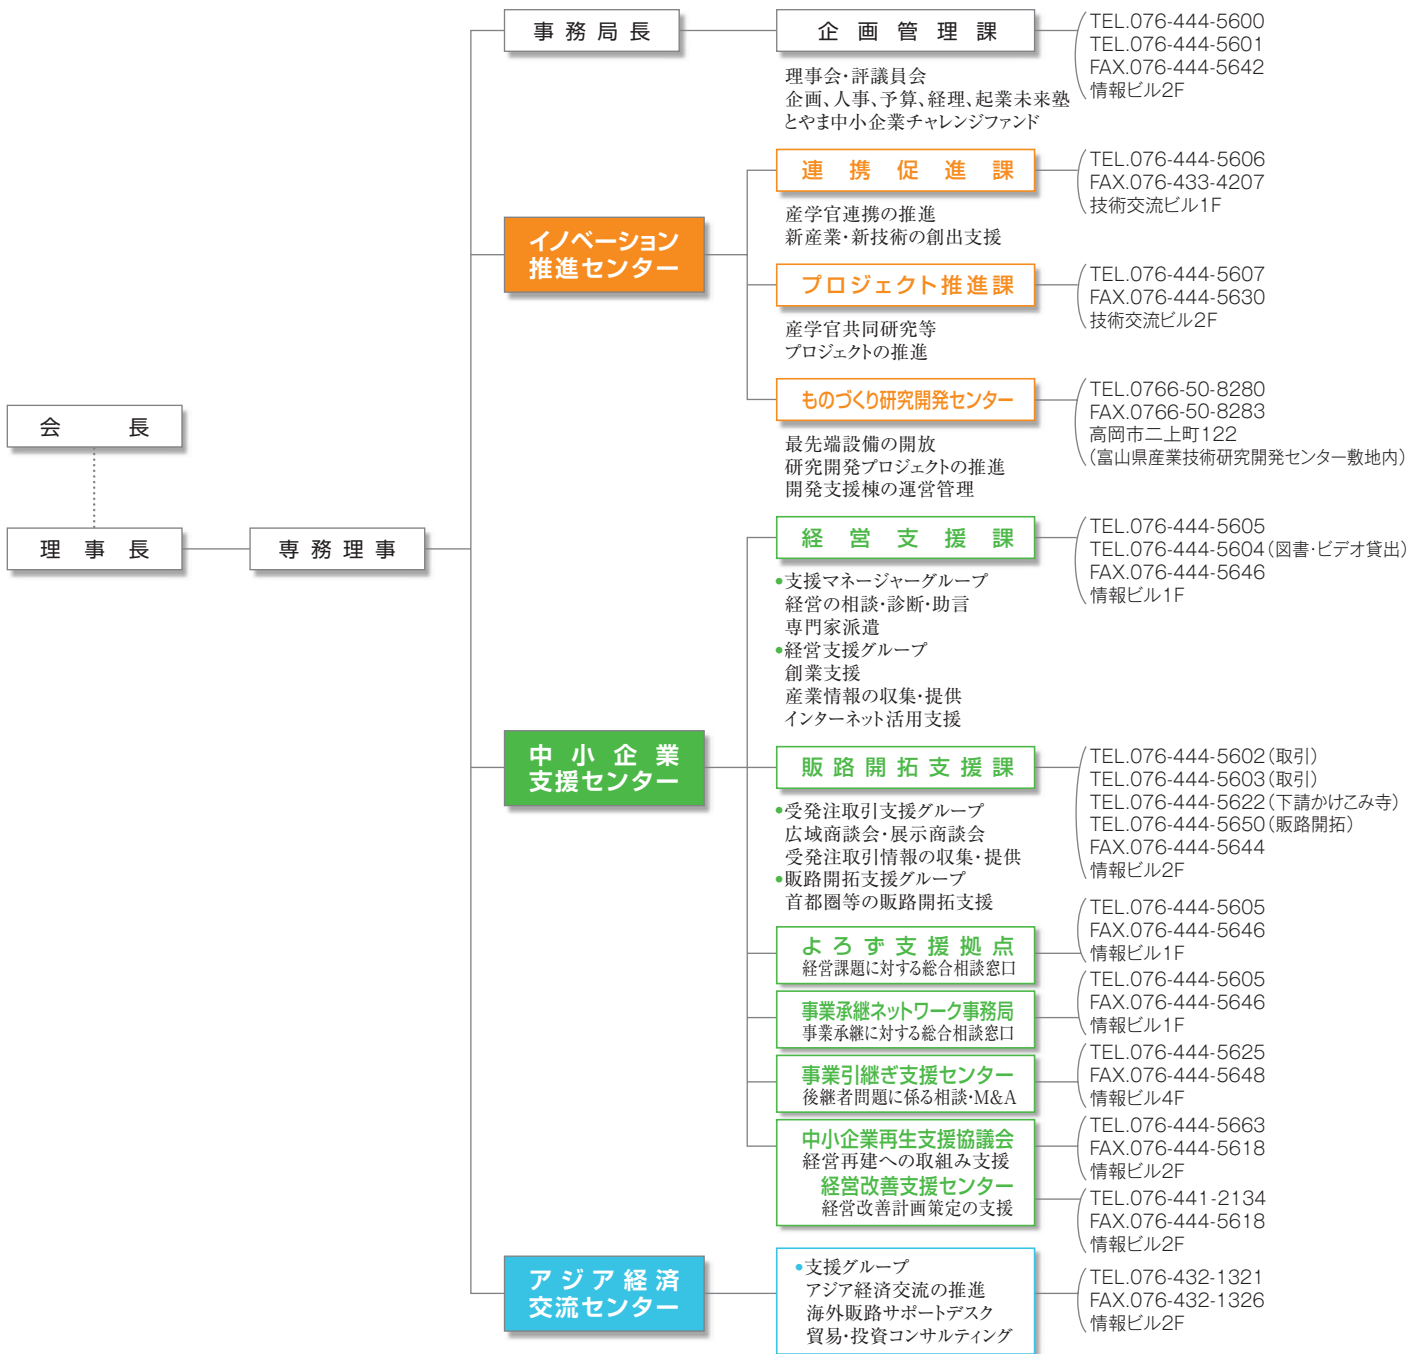 会長
理事長
専務理事
事務局長
企画管理課
理事会・評議員会
企画、人事、予算、経理、起業未来塾
とやま中小企業チャレンジファンド
TEL.076-444-5600
TEL.076-444-5601
FAX.076-444-5642
情報ビル2F
イノベーション
推進センター
連携促進課
産学官連携の推進
新産業・新技術の創出支援
TEL.076-444-5606
FAX.076-433-4207
技術交流ビル1F
プロジェクト推進課
産学官共同研究等
プロジェクトの推進
TEL.076-444-5607
FAX.076-444-5630
技術交流ビル2F
ものづくり研究開発センター
最先端設備の開放
研究開発プロジェクトの推進
開発支援棟の運営管理
TEL.0766-50-8280
FAX.0766-50-8283
高岡市二上町122
(富山県産業技術研究開発センター敷地内)
中小企業
支援センター
経営支援課
•支援マネージャーグループ
経営の相談・診断・助言
専門家派遣
•経営支援グループ
創業支援
産業情報の収集・提供
インターネット活用支援
TEL.076-444-5605
TEL.076-444-5604(図書・ビデオ貸出)
FAX.076-444-5646
情報ビル1F
販路開拓支援課
•受発注取引支援グループ
広域商談会・展示商談会
受発注取引情報の収集・提供
•販路開拓支援グループ
首都圏等の販路開拓支援
TEL.076-444-5602(取引)
TEL.076-444-5603(取引)
TEL.076-444-5622(下請かけこみ寺)
TEL.076-444-5650(販路開拓)
FAX.076-444-5644
情報ビル2F
よろず支援拠点
経営課題に対する総合相談窓口
TEL.076-444-5605
FAX.076-444-5646
情報ビル1F
事業承継ネットワーク事務局
事業承継に対する総合相談窓口
TEL.076-444-5605
FAX.076-444-5646
情報ビル1F
事業引継ぎ支援センター
後継者問題に係る相談・M&A
TEL.076-444-5625
FAX.076-444-5648
情報ビル4F
中小企業再生支援協議会
経営再建への取組み支援
TEL.076-444-5663
FAX.076-444-5618
情報ビル2F
経営改善支援センター
経営改善計画策定の支援
TEL.076-441-2134
FAX.076-444-5618
情報ビル2F
アジア経済
交流センター
•支援グループ
アジア経済交流の推進
海外販路サポートデスク
貿易・投資コンサルティング
TEL.076-432-1321
FAX.076-432-1326
情報ビル2F